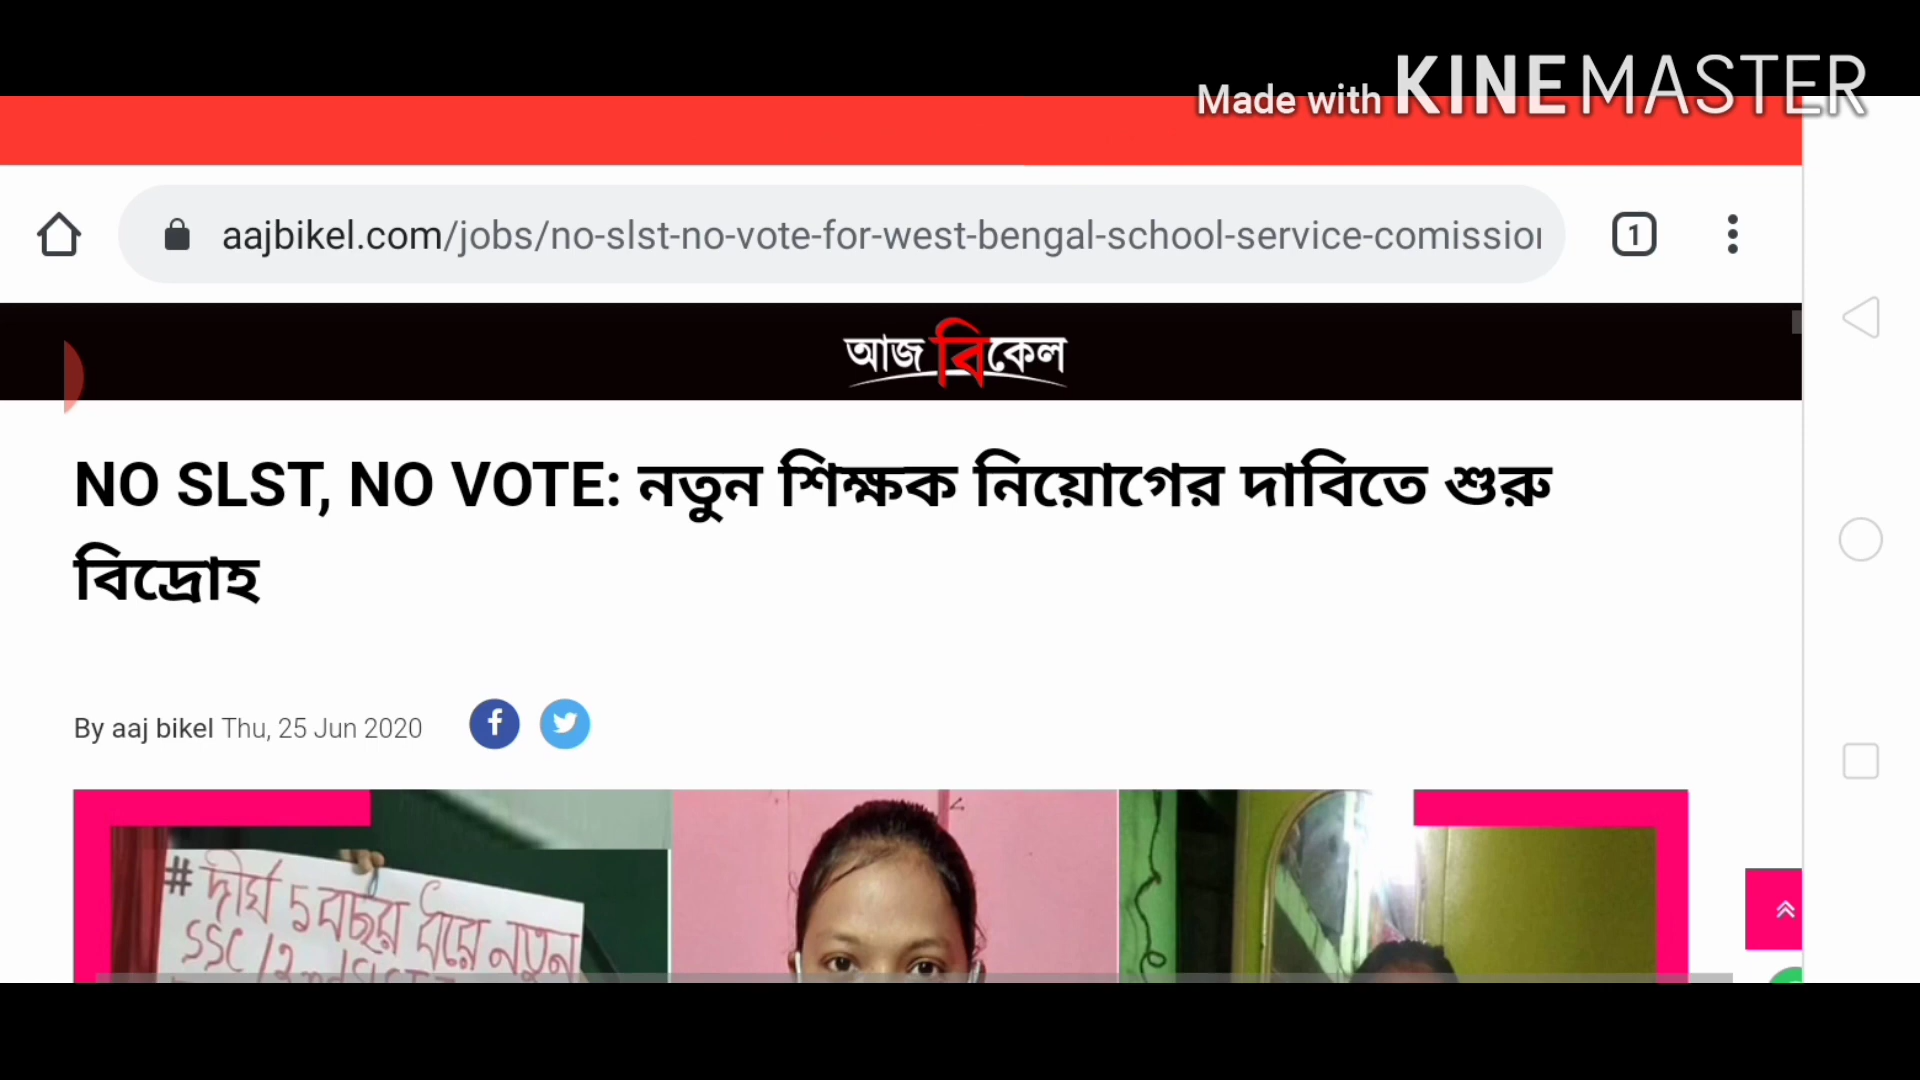 Made with KINEMASTER
aajbikel.com/jobs/no-slst-no-vote-for-west-bengal-school-service-comission
1
আজ বিকেল
NO SLST, NO VOTE: নতুন শিক্ষক নিয়োগের দাবিতে শুরু
বিদ্রোহ
By aaj bikel Thu, 25 Jun 2020
# দীর্ঘ 5 বছর ধরে নতুন
SSC /